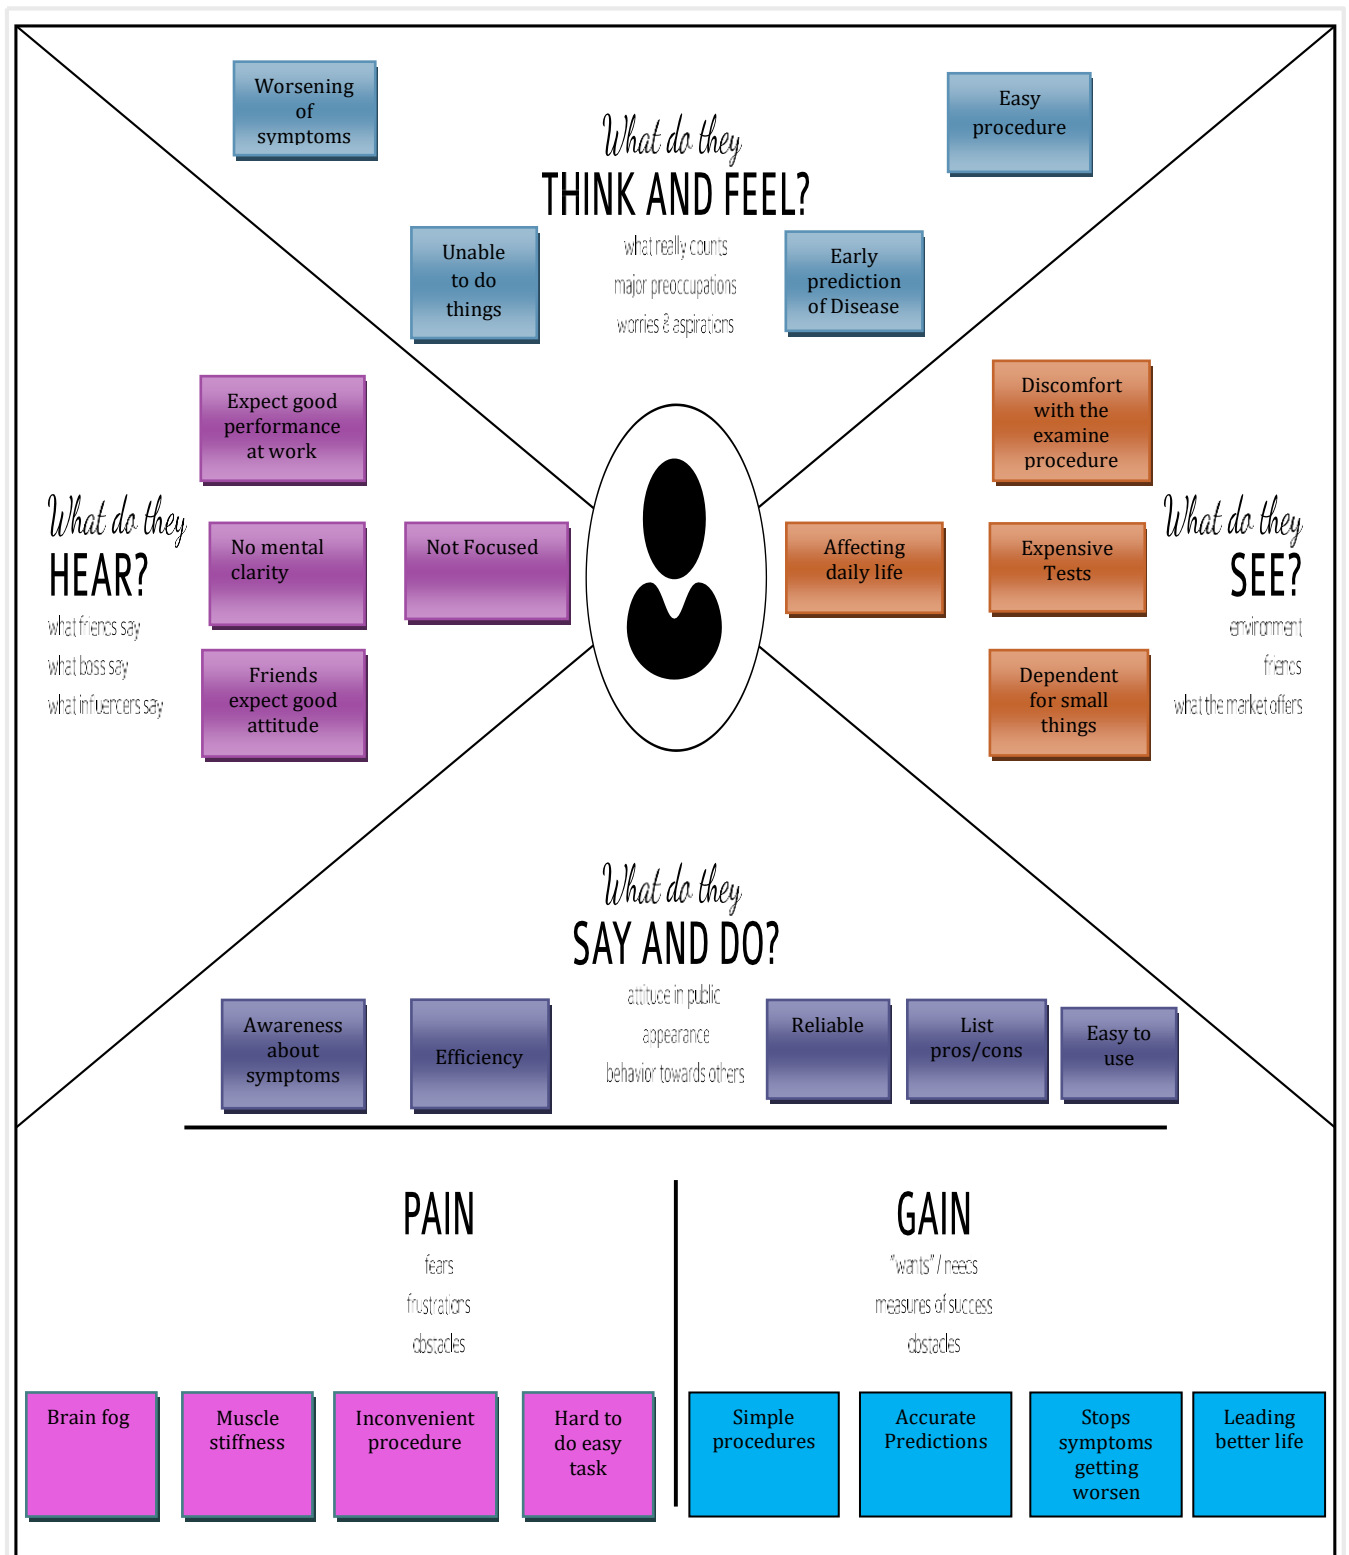 Worsening
of
symptoms
Easy
procedure
What do they
THINK AND FEEL?
what really counts
major preoccupations
worries & aspirations
Unable
to do
things
Early
prediction
of Disease
Expect good
performance
at work
Discomfort
with the
examine
procedure
What do they
HEAR?
what friends say
what boss say
what influencers say
No mental
clarity
Not Focused
Friends
expect good
attitude
Affecting
daily life
Expensive
Tests
Dependent
for small
things
What do they
SEE?
environment
friends
what the market offers
What do they
SAY AND DO?
attitude in public
appearance
behavior towards others
Awareness
about
symptoms
Efficiency
Reliable
List
pros/cons
Easy to
use
PAIN
fears
frustrations
obstacles
GAIN
"wants" / needs
measures of success
obstacles
Brain fog
Muscle
stiffness
Inconvenient
procedure
Hard to
do easy
task
Simple
procedures
Accurate
Predictions
Stops
symptoms
getting
worsen
Leading
better life